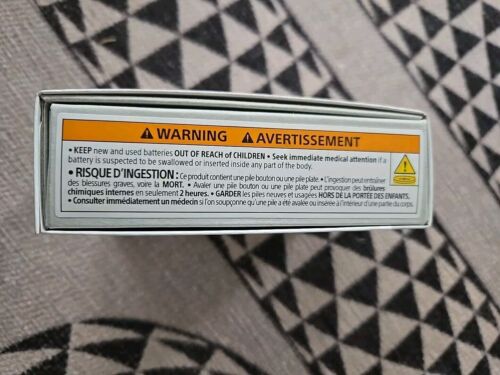 WARNING AVERTISSEMENT
• KEEP new and used batteries OUT OF REACH of CHILDREN • Seek immediate medical attention if
a battery is suspected to be swallowed or inserted inside any part of the body.
• RISQUE D'INGESTION : Ce produit contient une pile bouton ou une pile plate. • L'ingestion peut entraîner
des blessures graves, voire la MORT. • Avaler une pile bouton ou une pile plate peut provoquer des brûlures
chimiques internes en seulement 2 heures. • GARDER les piles neuves et usagées HORS DE LA PORTÉE DES ENFANTS.
• Consulter immédiatement un médecin si l'on soupçonne qu'une pile a été avalée ou insérée à l'intérieur d'une partie du corps.